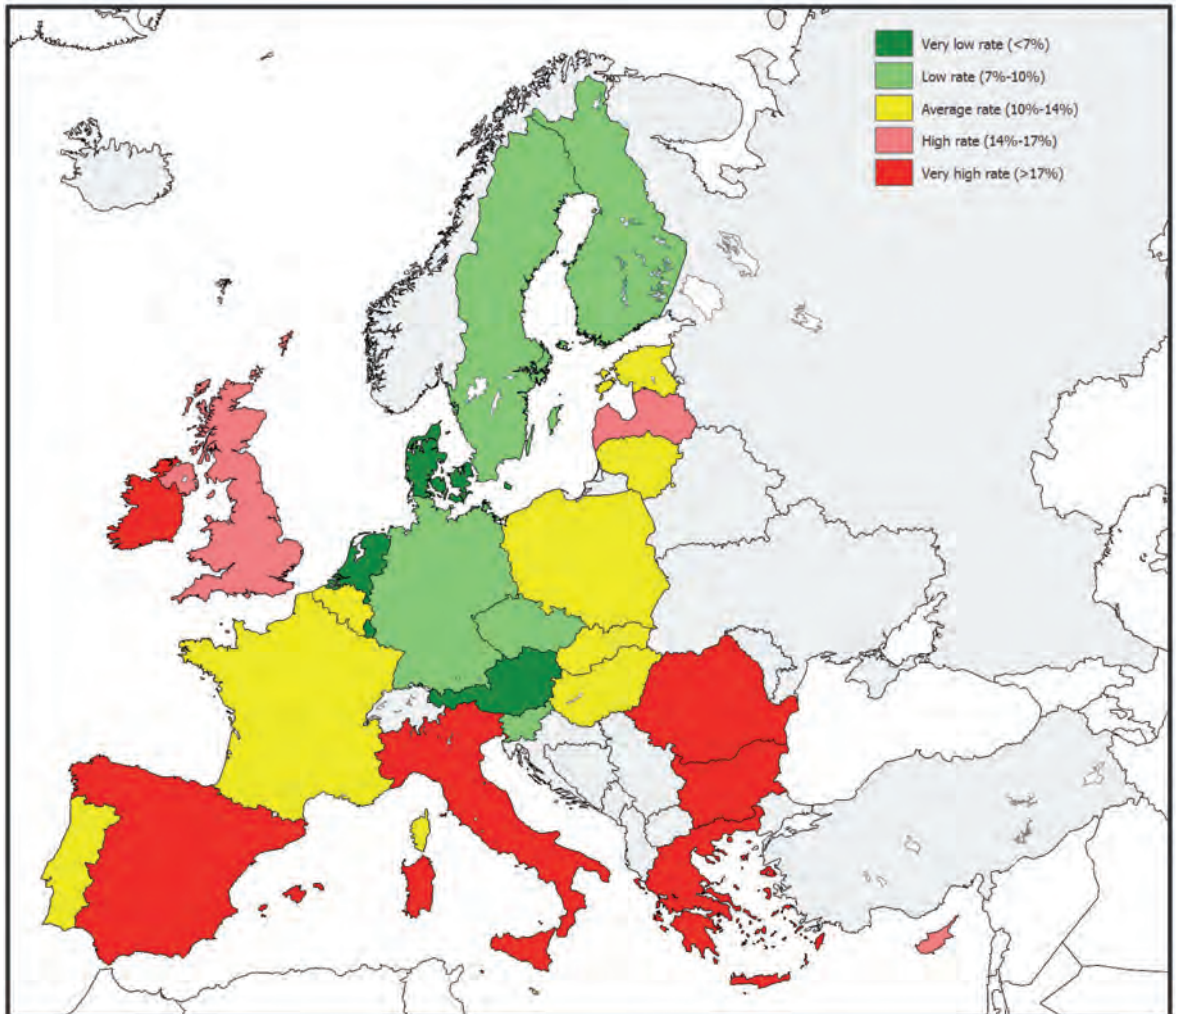 Very low rate (<7%)
Low rate (7%-10%)
Average rate (10%-14%)
High rate (14%-17%)
Very high rate (>17%)